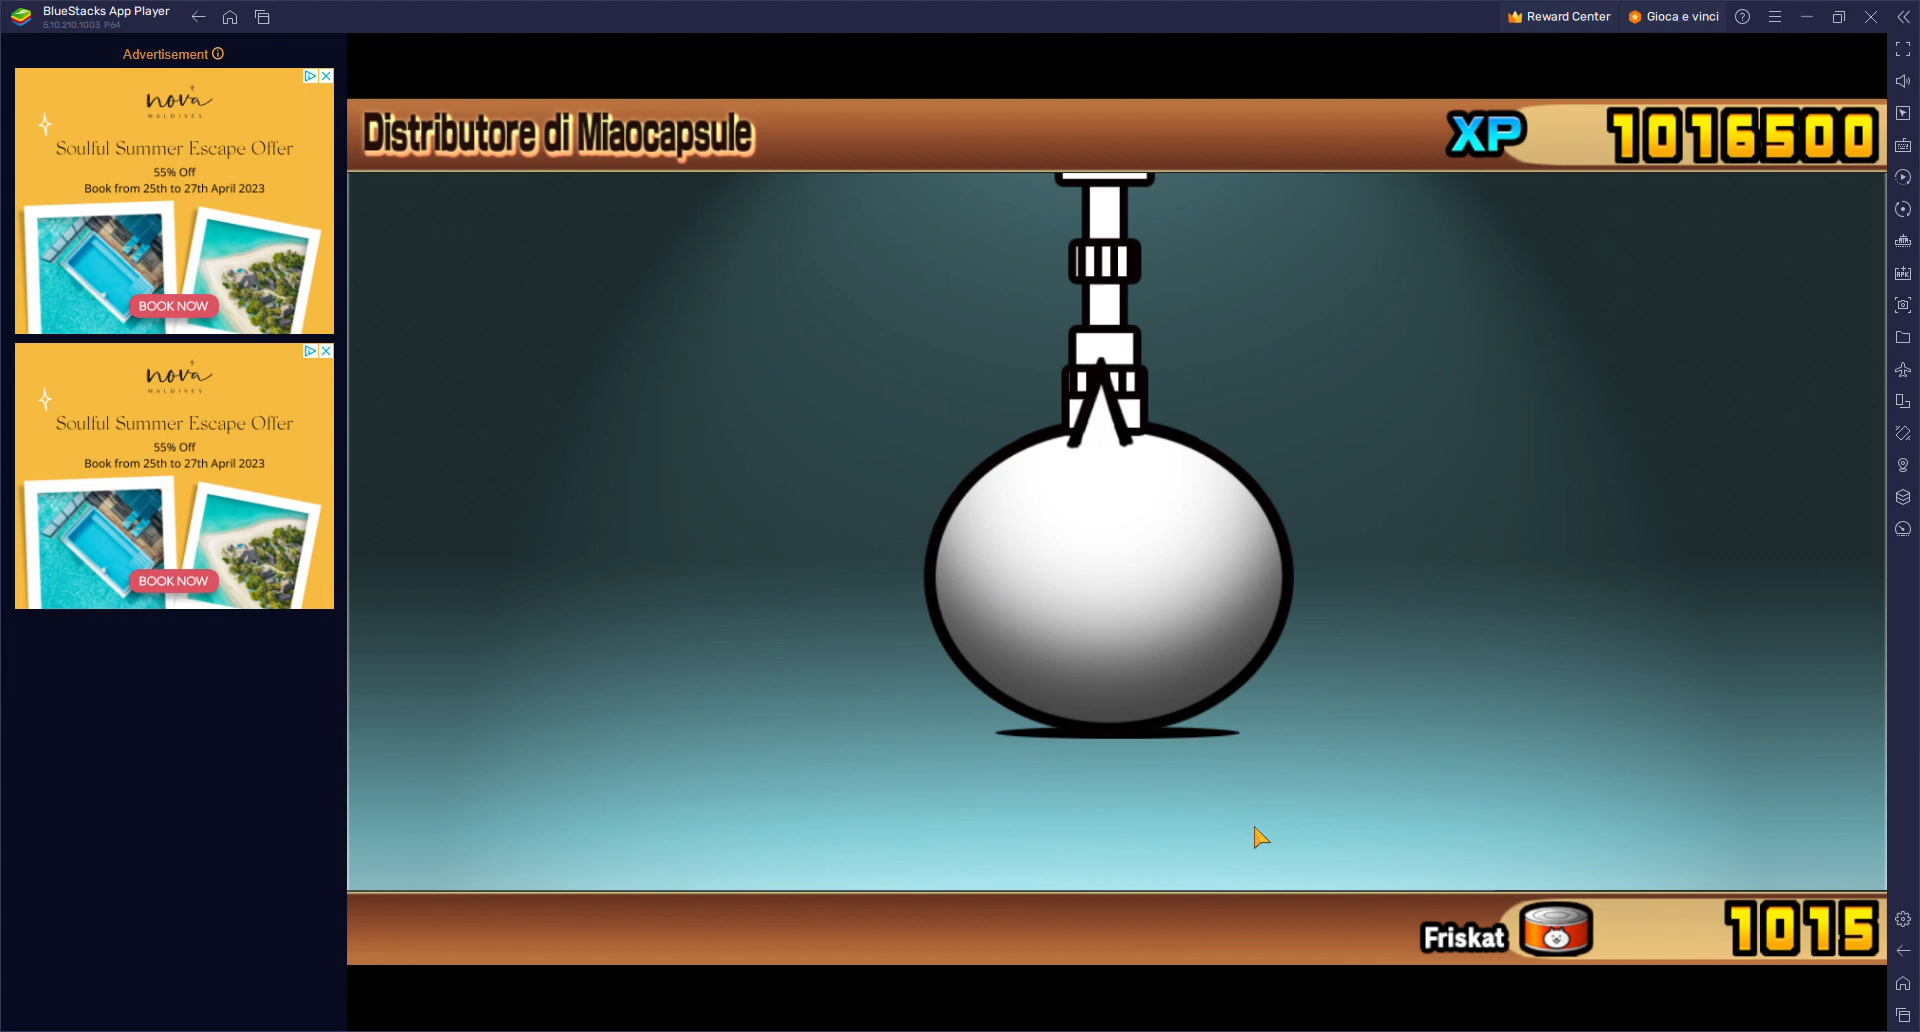 BlueStacks App Player
5.10.210.1003 P64
Reward Center
Gioca e vinci
Advertisement
nova
MALDIVES
Soulful Summer Escape Offer
55% Off
Book from 25th to 27th April 2023
BOOK NOW
nova
MALDIVES
Soulful Summer Escape Offer
55% Off
Book from 25th to 27th April 2023
BOOK NOW
Distributore di Miaocapsule
XP 1016500
Friskat 1015
APK